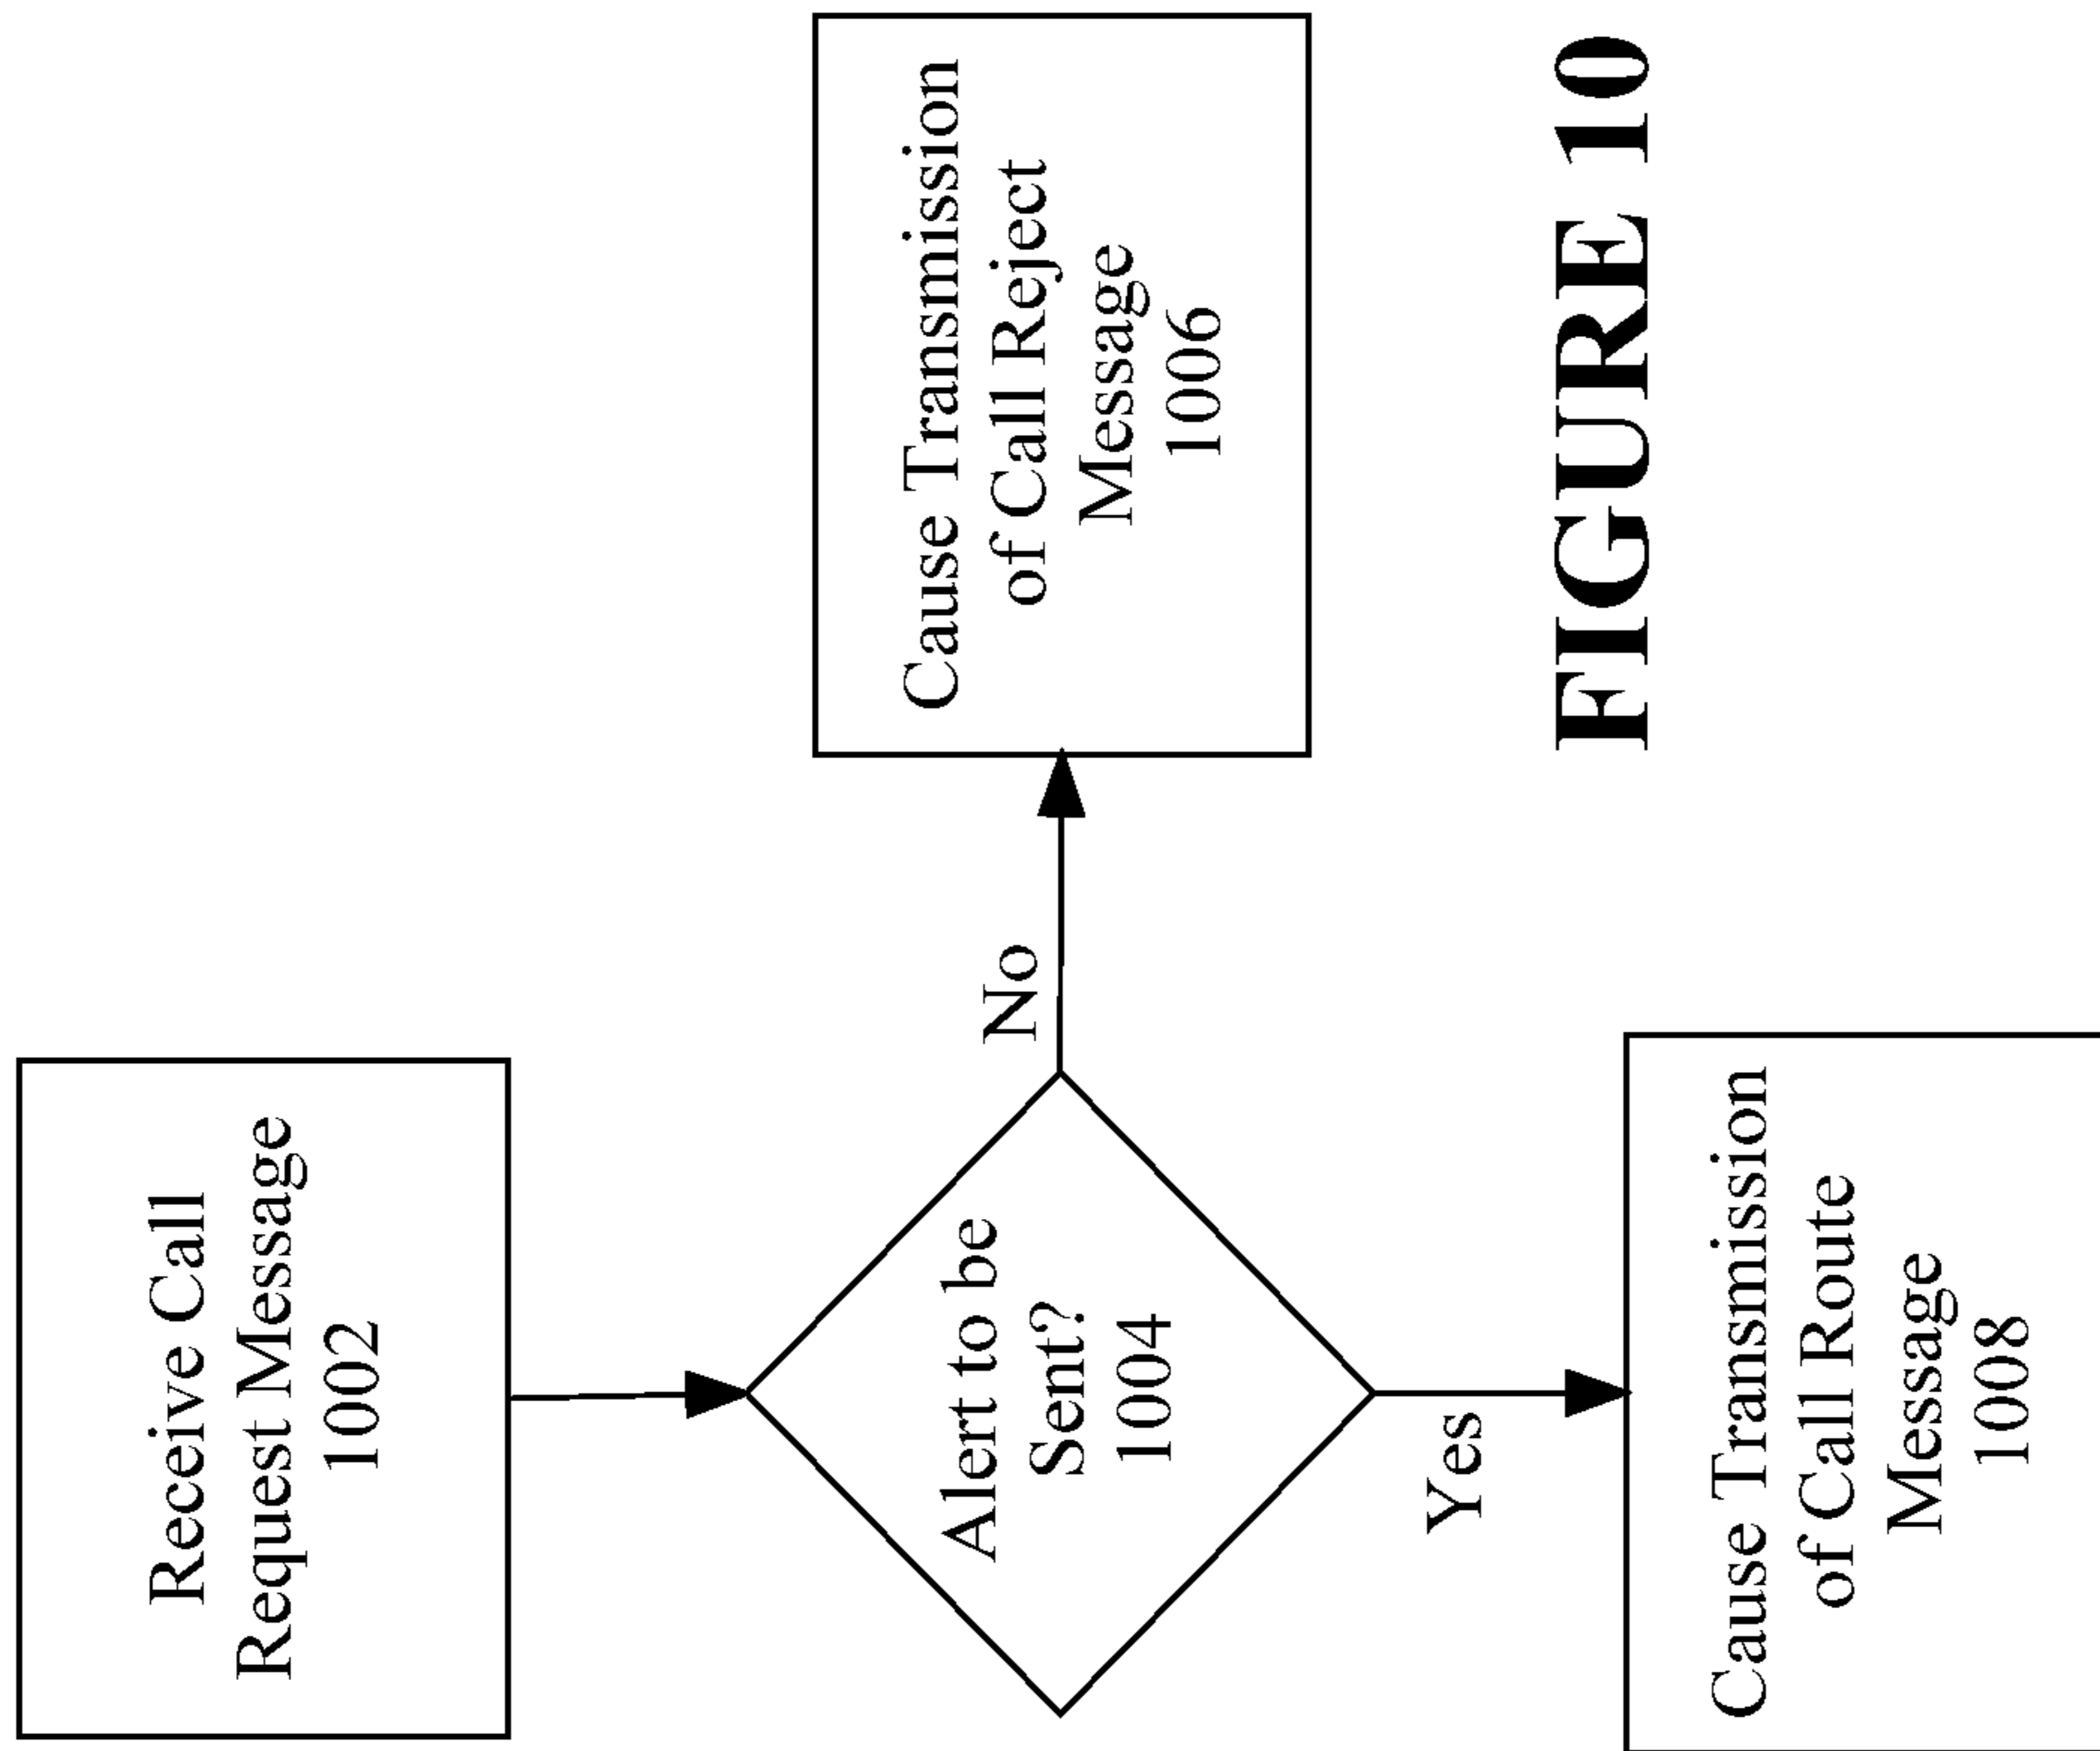 Receive Call
Request Message
1002
Alert to be
Sent?
1004
No
Cause Transmission
of Call Reject
Message
1006
Yes
Cause Transmission
of Call Route
Message
1008
FIGURE 10